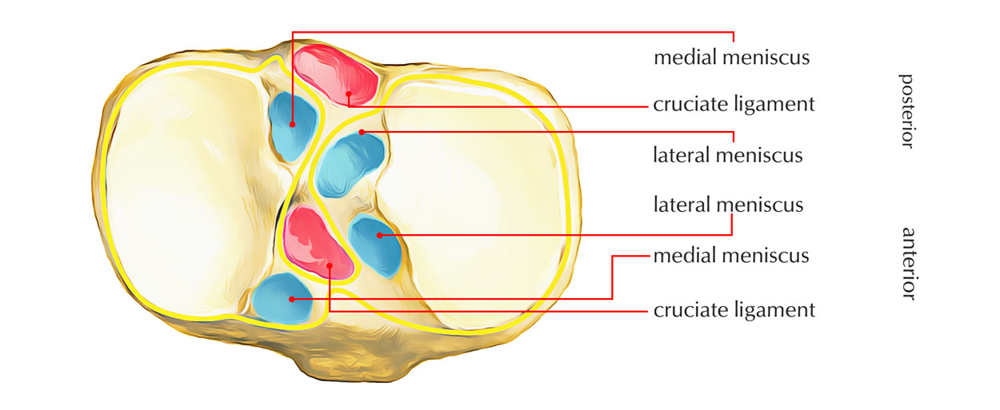 medial meniscus
cruciate ligament
lateral meniscus
lateral meniscus
medial meniscus
cruciate ligament
posterior
anterior